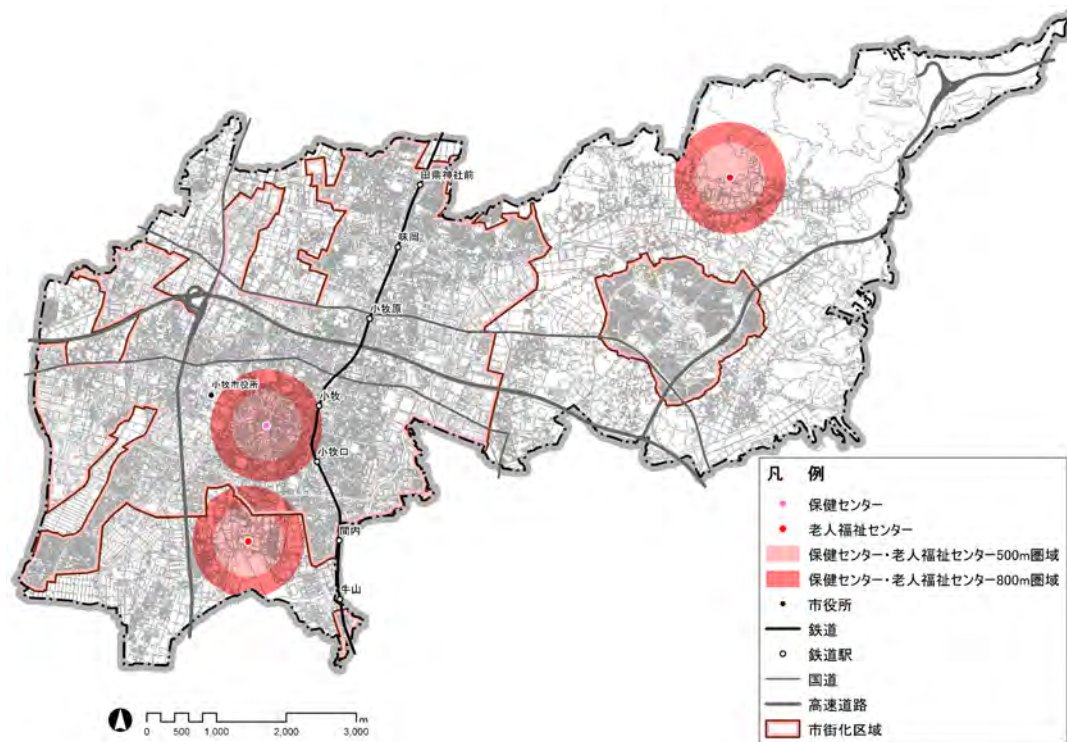 田県神社前
味岡
小牧原
小牧市役所
小牧
小牧口
間内
牛山
凡 例
保健センター
老人福祉センター
保健センター・老人福祉センター500m圏域
保健センター・老人福祉センター800m圏域
市役所
鉄道
鉄道駅
国道
高速道路
市街化区域
0 500 1,000 2,000 3,000 m